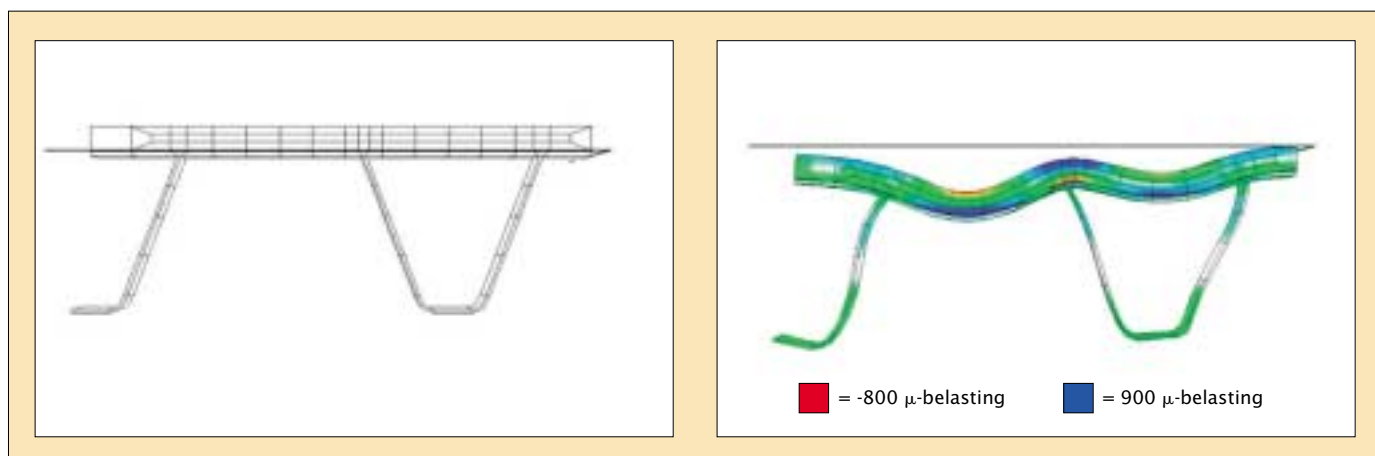 = -800 μ-belasting
= 900 μ-belasting